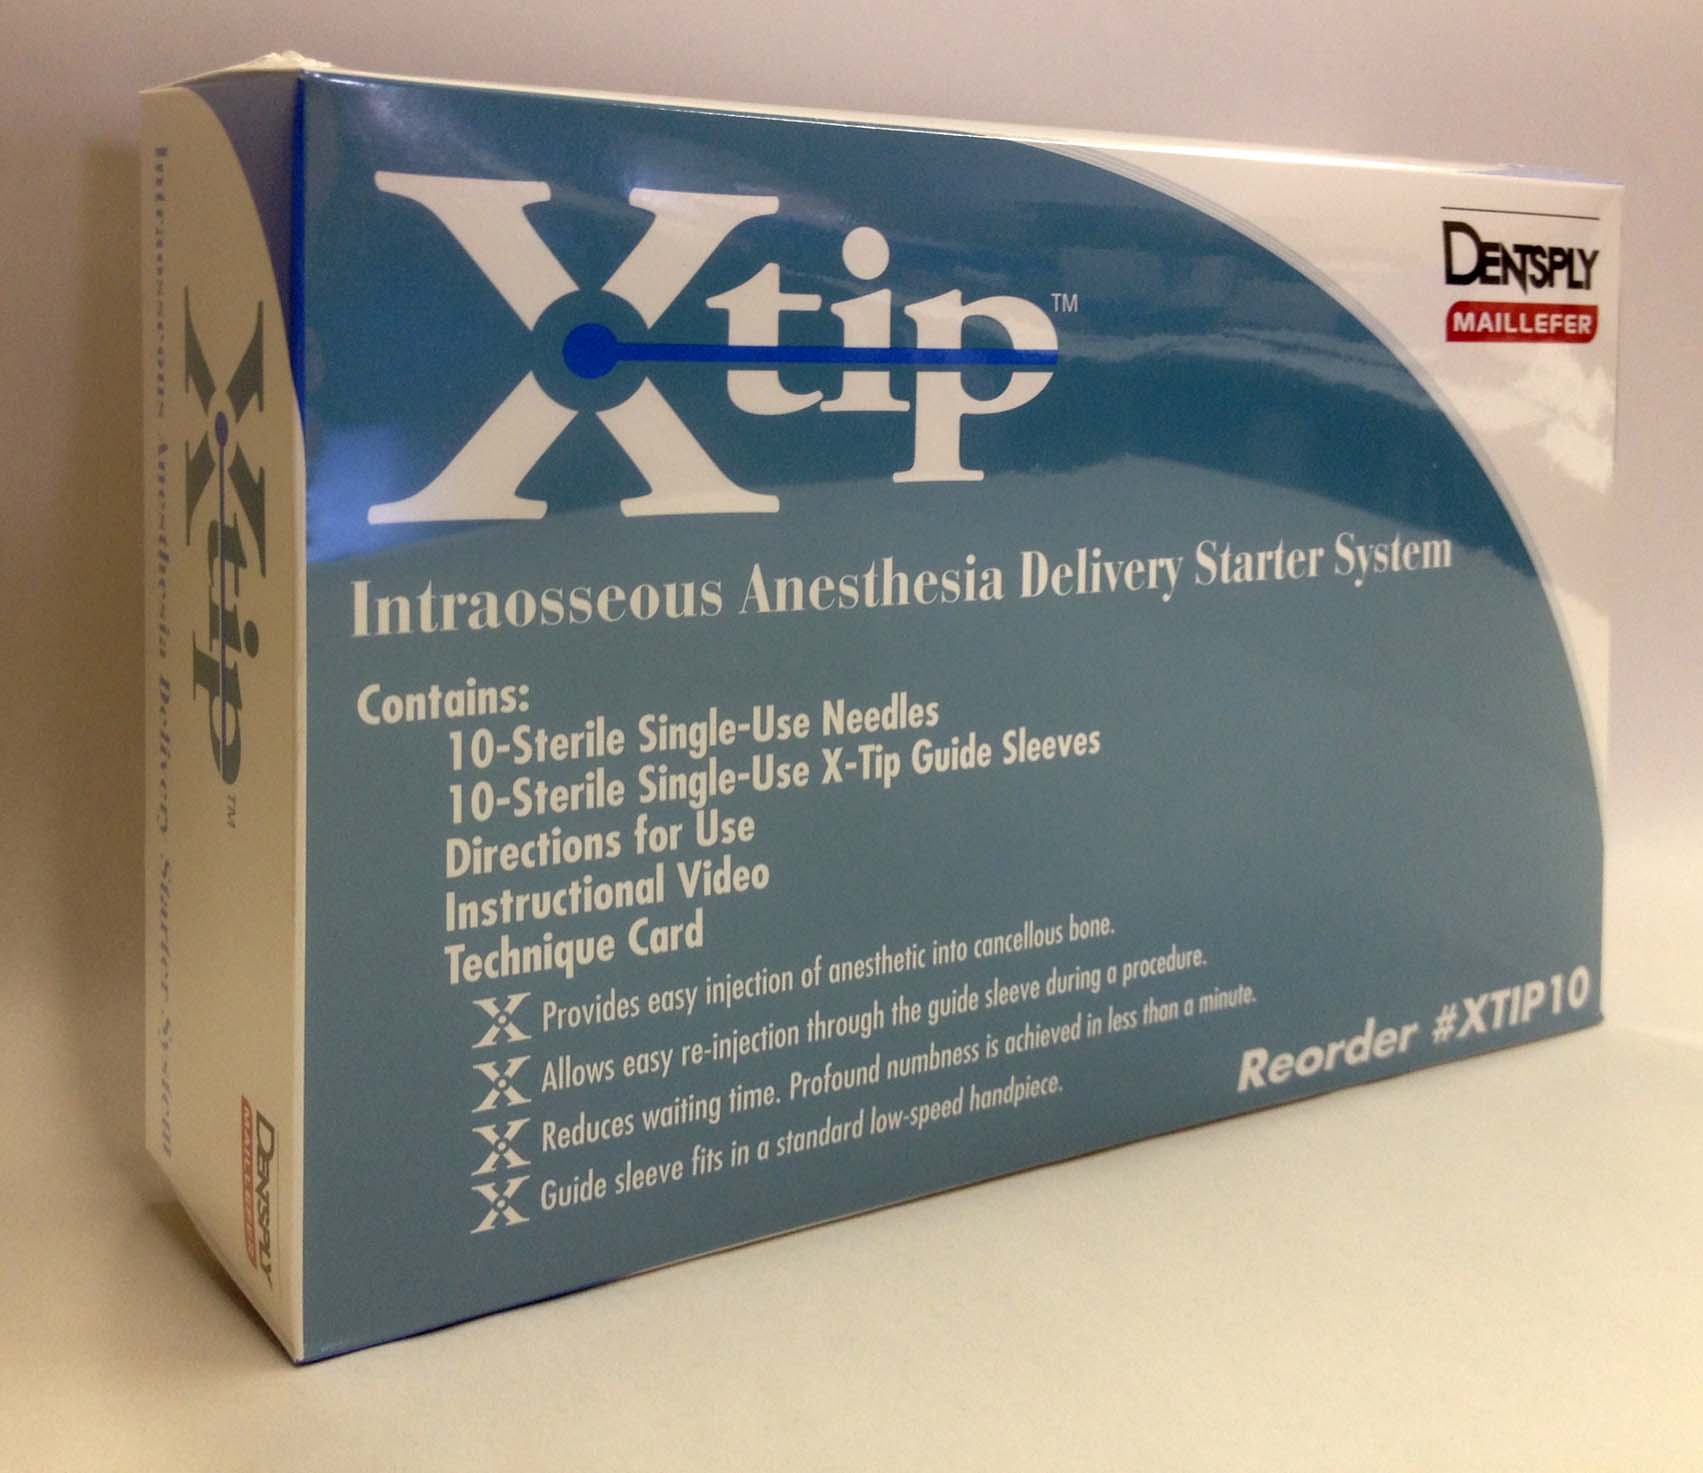 Xtip™
DENTSPLY
MAILLEFER
Intraosseous Anesthesia Delivery Starter System
Contains:
10-Sterile Single-Use Needles
10-Sterile Single-Use X-Tip Guide Sleeves
Directions for Use
Instructional Video
Technique Card
X Provides easy injection of anesthetic into cancellous bone.
X Allows easy re-injection through the guide sleeve during a procedure.
X Reduces waiting time. Profound numbness is achieved in less than a minute.
X Guide sleeve fits in a standard low-speed handpiece.
Reorder #XTIP10
Xtip™
Intraosseous Anesthesia Delivery Starter System
DENTSPLY
MAILLEFER